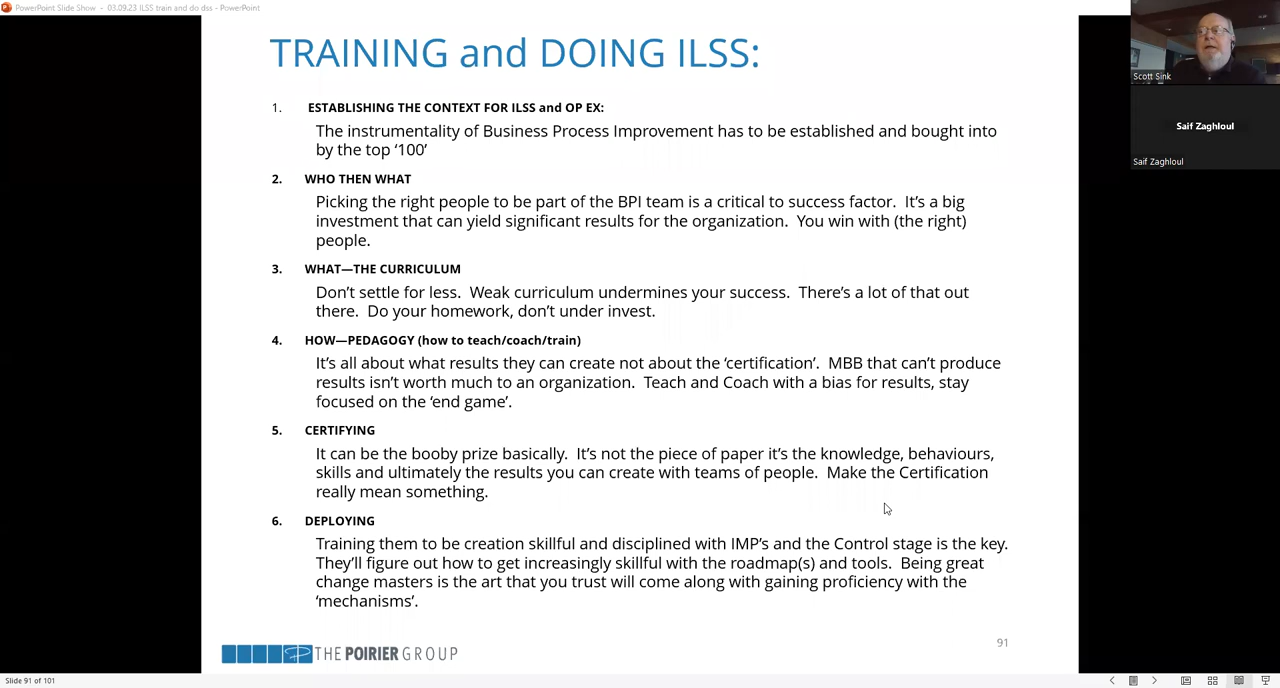 PowerPoint Slide Show - 03.09.23 ILSS train and do dss - PowerPoint
TRAINING and DOING ILSS:
1. ESTABLISHING THE CONTEXT FOR ILSS and OP EX:
The instrumentality of Business Process Improvement has to be established and bought into
by the top ‘100’
2. WHO THEN WHAT
Picking the right people to be part of the BPI team is a critical to success factor. It’s a big
investment that can yield significant results for the organization. You win with (the right)
people.
3. WHAT—THE CURRICULUM
Don’t settle for less. Weak curriculum undermines your success. There’s a lot of that out
there. Do your homework, don’t under invest.
4. HOW—PEDAGOGY (how to teach/coach/train)
It’s all about what results they can create not about the ‘certification’. MBB that can’t produce
results isn’t worth much to an organization. Teach and Coach with a bias for results, stay
focused on the ‘end game’.
5. CERTIFYING
It can be the booby prize basically. It’s not the piece of paper it’s the knowledge, behaviours,
skills and ultimately the results you can create with teams of people. Make the Certification
really mean something.
6. DEPLOYING
Training them to be creation skillful and disciplined with IMP’s and the Control stage is the key.
They’ll figure out how to get increasingly skillful with the roadmap(s) and tools. Being great
change masters is the art that you trust will come along with gaining proficiency with the
‘mechanisms’.
THE POIRIER GROUP
91
Slide 91 of 101
Scott Sink
Saif Zaghloul
Saif Zaghloul